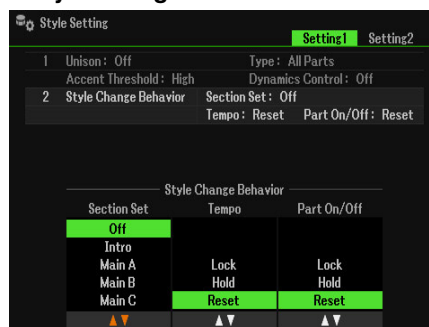 Style Setting
Setting1 Setting2
1 Unison: Off Type: All Parts
Accent Threshold: High Dynamics Control: Off
2 Style Change Behavior Section Set: Off
Tempo: Reset Part On/Off: Reset
Style Change Behavior
Section Set Tempo Part On/Off
Off
Intro
Main A Lock Lock
Main B Hold Hold
Main C Reset Reset
▲▼ ▲▼ ▲▼